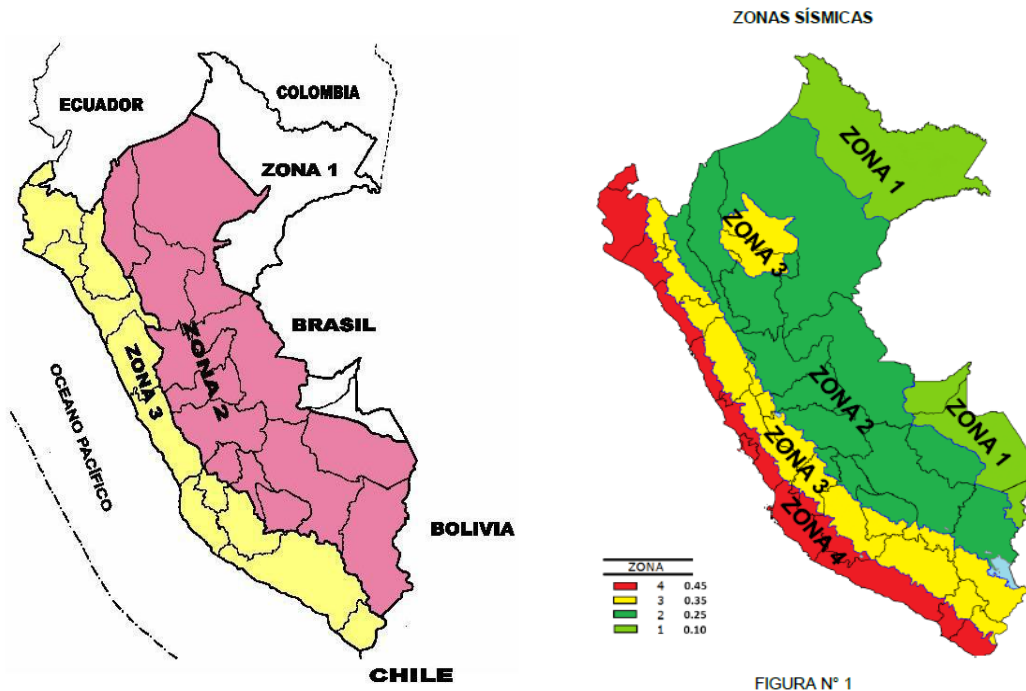 ECUADOR
COLOMBIA
ZONA 1
BRASIL
ZONA 2
ZONA 3
OCEANO PACÍFICO
BOLIVIA
CHILE
ZONAS SÍSMICAS
ZONA 1
ZONA 3
ZONA 2
ZONA 1
ZONA 3
ZONA 4
ZONA
4 0.45
3 0.35
2 0.25
1 0.10
FIGURA N° 1